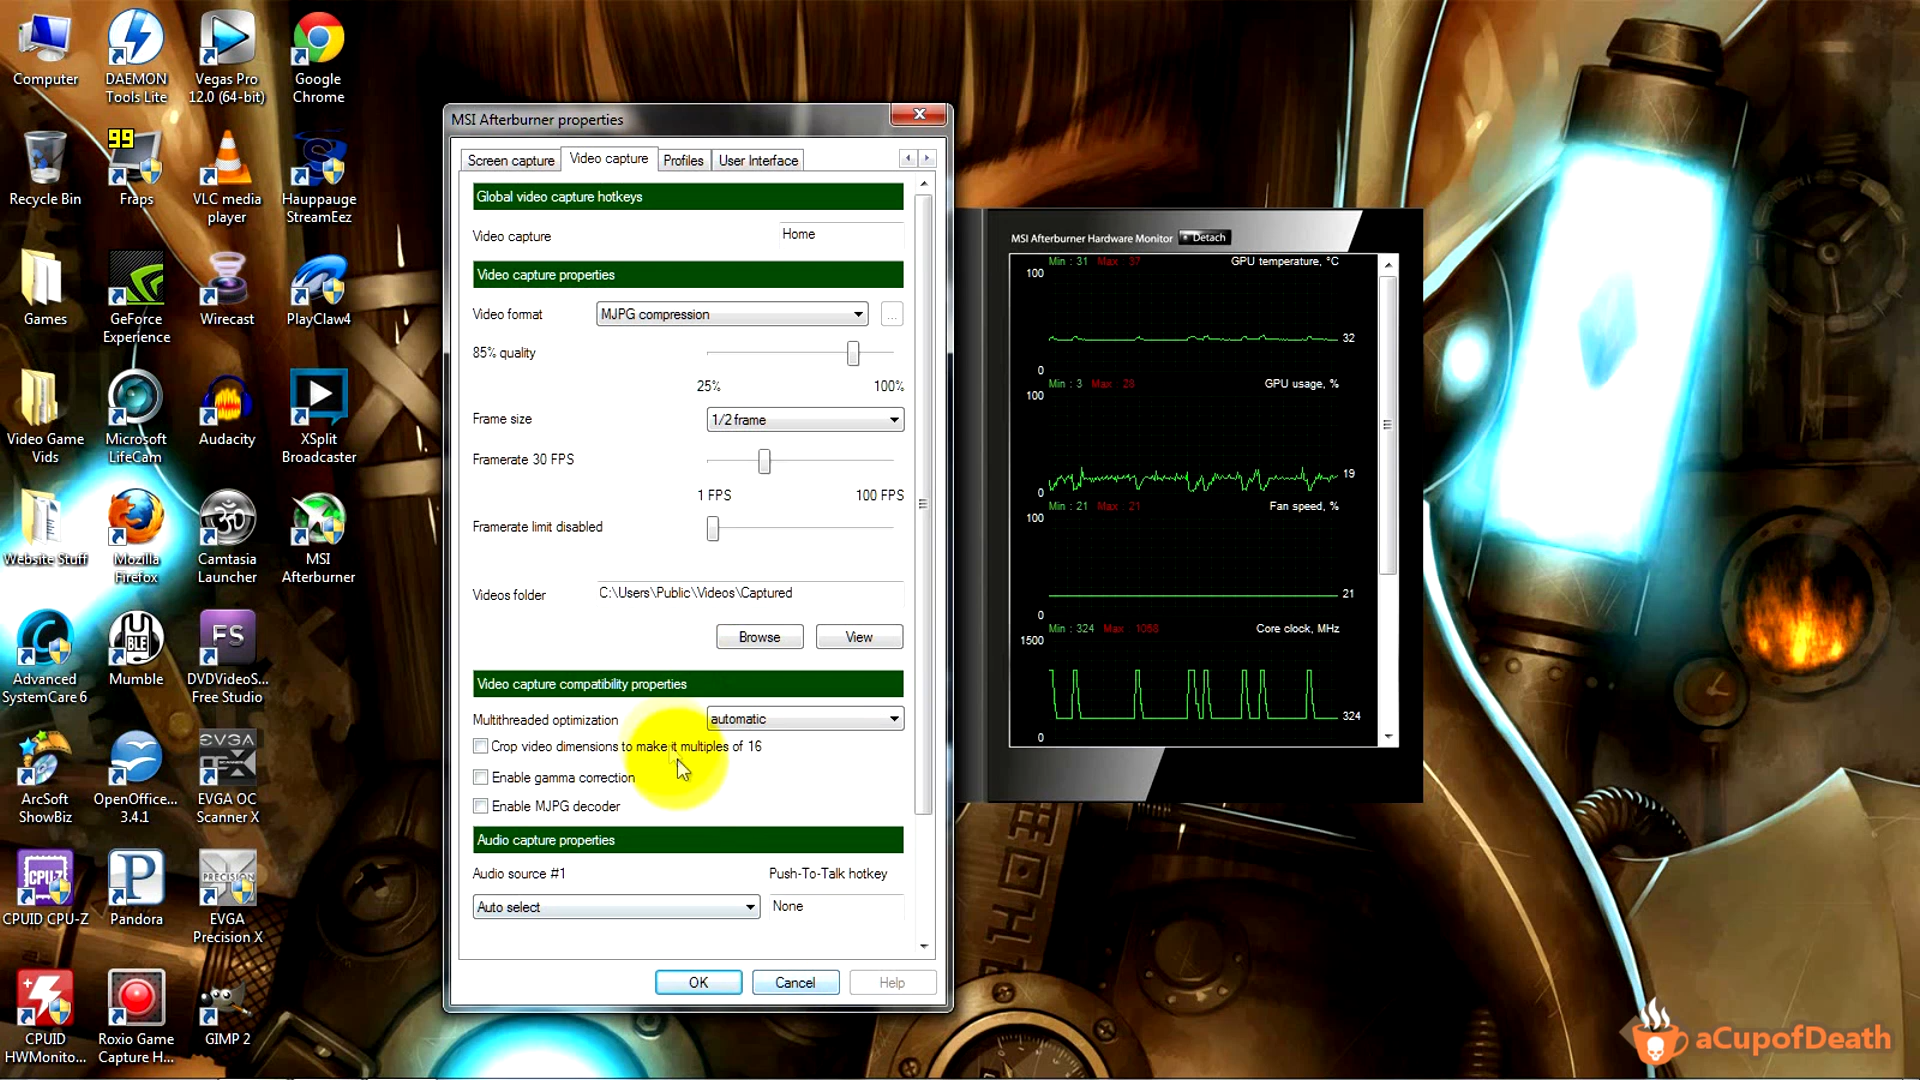 Computer
DAEMON
Tools Lite
Vegas Pro
12.0 (64-bit)
Google
Chrome
Recycle Bin
99
Fraps
VLC media
player
Hauppauge
StreamEez
Games
GeForce
Experience
Wirecast
PlayClaw4
Video Game
Vids
Microsoft
LifeCam
Audacity
XSplit
Broadcaster
Website Stuff
Mozilla
Firefox
Camtasia
Launcher
MSI
Afterburner
Advanced
SystemCare 6
Mumble
FS
DVDVideoS...
Free Studio
ArcSoft
ShowBiz
OpenOffice...
3.4.1
EVGA
EVGA OC
Scanner X
CPU-Z
CPUID CPU-Z
P
Pandora
PRECISION
EVGA
Precision X
CPUID
HWMonito...
Roxio Game
Capture H...
GIMP 2
MSI Afterburner properties
Screen capture
Video capture
Profiles
User Interface
Global video capture hotkeys
Video capture
Home
Video capture properties
Video format
MJPG compression
...
85% quality
25%
100%
Frame size
1/2 frame
Framerate 30 FPS
1 FPS
100 FPS
Framerate limit disabled
Videos folder
C:\Users\Public\Videos\Captured
Browse
View
Video capture compatibility properties
Multithreaded optimization
automatic
Crop video dimensions to make it multiples of 16
Enable gamma correction
Enable MJPG decoder
Audio capture properties
Audio source #1
Push-To-Talk hotkey
Auto select
None
OK
Cancel
Help
MSI Afterburner Hardware Monitor
Detach
Min : 31 Max : 37
GPU temperature, °C
100
32
0
Min : 3 Max : 28
GPU usage, %
100
19
0
Min : 21 Max : 21
Fan speed, %
100
21
0
Min : 324 Max : 1058
Core clock, MHz
1500
324
0
aCupofDeath